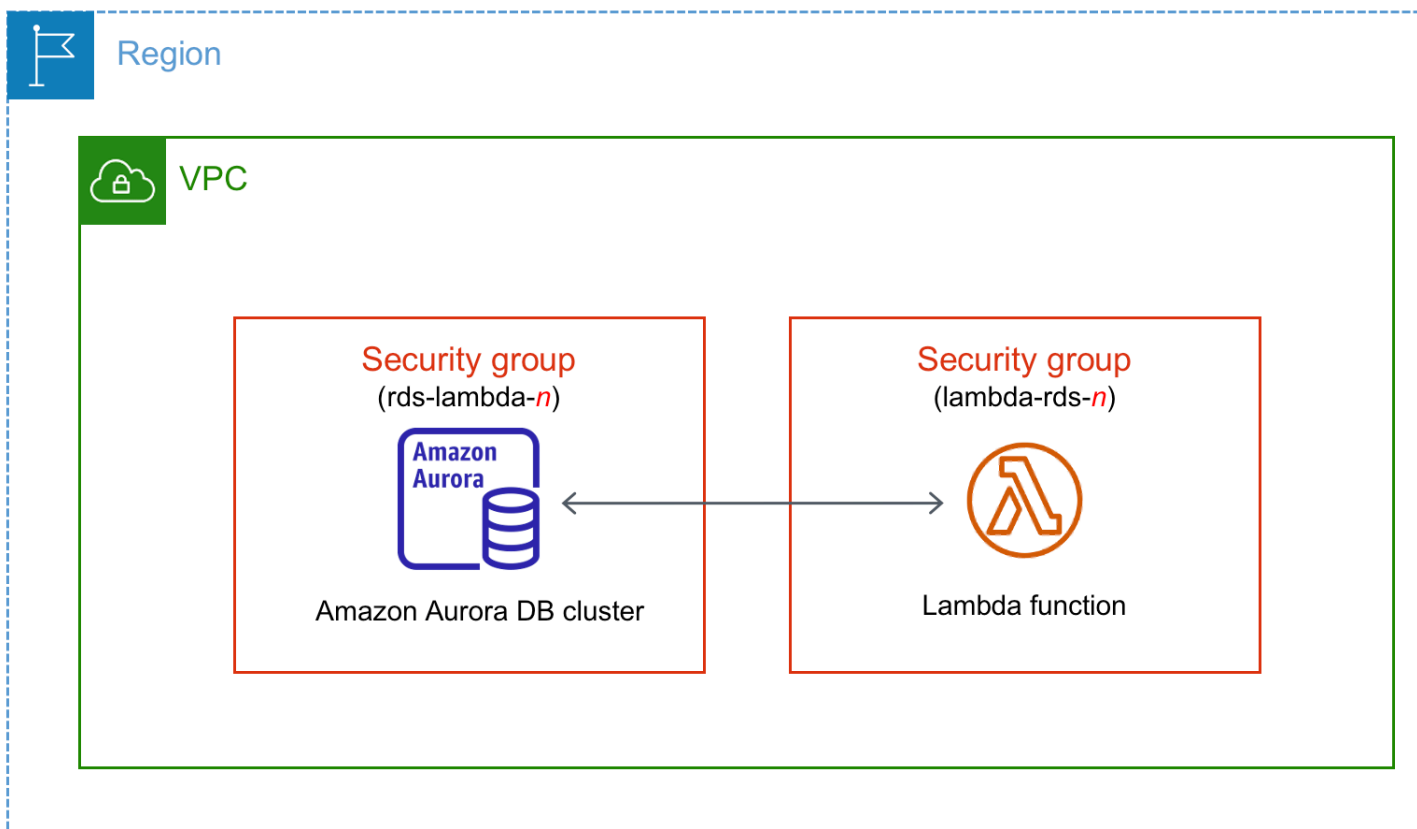 Region
VPC
Security group
(rds-lambda-n)
Amazon
Aurora
Amazon Aurora DB cluster
Security group
(lambda-rds-n)
Lambda function